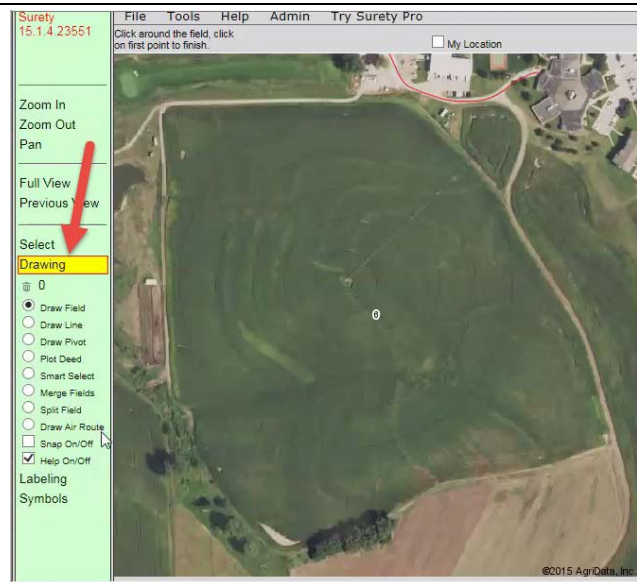 Surety
15.1.4.23551
File Tools Help Admin Try Surety Pro
Click around the field, click
on first point to finish.
My Location
Zoom In
Zoom Out
Pan
Full View
Previous View
Select
Drawing
0
Draw Field
Draw Line
Draw Pivot
Plot Deed
Smart Select
Merge Fields
Split Field
Draw Air Route
Snap On/Off
Help On/Off
Labeling
Symbols
©2015 AgriData, Inc.